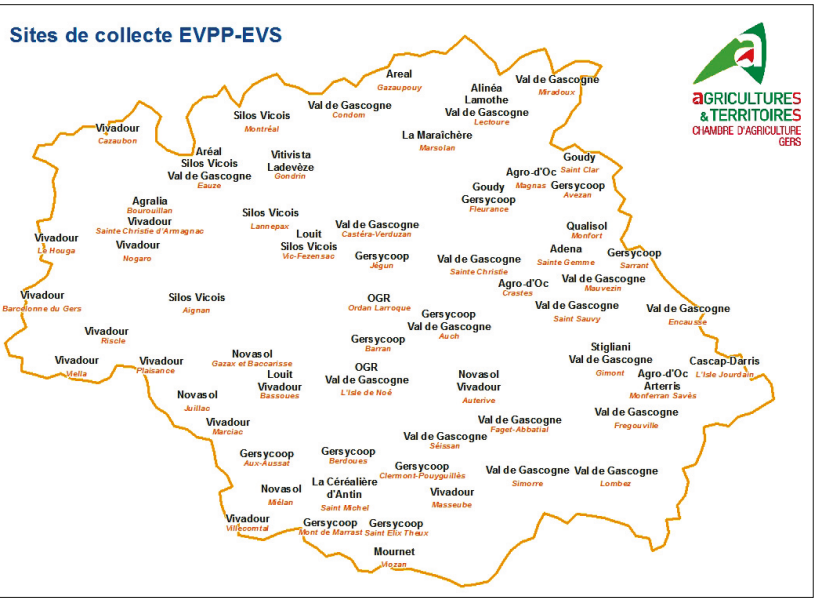 Sites de collecte EVPP-EVS
aGRICULTURES
& TERRITOIRES
CHAMBRE D'AGRICULTURE
GERS
Areal
Gazaupouy
Val de Gascogne
Miradoux
Alinéa
Lamothe
Val de Gascogne
Lectoure
Val de Gascogne
Condom
Silos Vicois
Montréal
Vivadour
Cazaubon
La Maraîchère
Marsolan
Aréal
Silos Vicois
Val de Gascogne
Eauze
Vitivista
Ladevèze
Gondrin
Goudy
Saint Clar
Agro-d'Oc
Magnas
Gersycoop
Avezan
Goudy
Gersycoop
Fleurance
Agralia
Bourouillan
Vivadour
Sainte Christie d'Armagnac
Silos Vicois
Lannepax
Val de Gascogne
Castéra-Verduzan
Qualisol
Monfort
Vivadour
Le Houga
Vivadour
Nogaro
Louit
Silos Vicois
Vic-Fezensac
Gersycoop
Jégun
Val de Gascogne
Sainte Christie
Adena
Sainte Gemme
Gersycoop
Sarrant
Agro-d'Oc
Crastes
Val de Gascogne
Mauvezin
Vivadour
Barcelonne du Gers
Silos Vicois
Aignan
OGR
Ordan Larroque
Val de Gascogne
Saint Sauvy
Val de Gascogne
Encausse
Gersycoop
Val de Gascogne
Auch
Vivadour
Riscle
Gersycoop
Barran
Stigliani
Val de Gascogne
Gimont
Vivadour
Viella
Vivadour
Plaisance
Novasol
Gazax et Baccarisse
Louit
Vivadour
Bassoues
OGR
Val de Gascogne
L'Isle de Noé
Novasol
Vivadour
Auterive
Cascap-Darris
L'Isle Jourdain
Agro-d'Oc
Arterris
Monferran Savès
Novasol
Juillac
Vivadour
Marciac
Val de Gascogne
Faget-Abbatial
Val de Gascogne
Fregouville
Val de Gascogne
Séissan
Gersycoop
Aux-Aussat
Gersycoop
Berdoues
Gersycoop
Clermont-Pouyguillès
Val de Gascogne
Simorre
Val de Gascogne
Lombez
Novasol
Miélan
La Céréalière
d'Antin
Saint Michel
Vivadour
Masseube
Vivadour
Villecomtal
Gersycoop
Mont de Marrast
Gersycoop
Saint Elix Theux
Mournet
Viozan